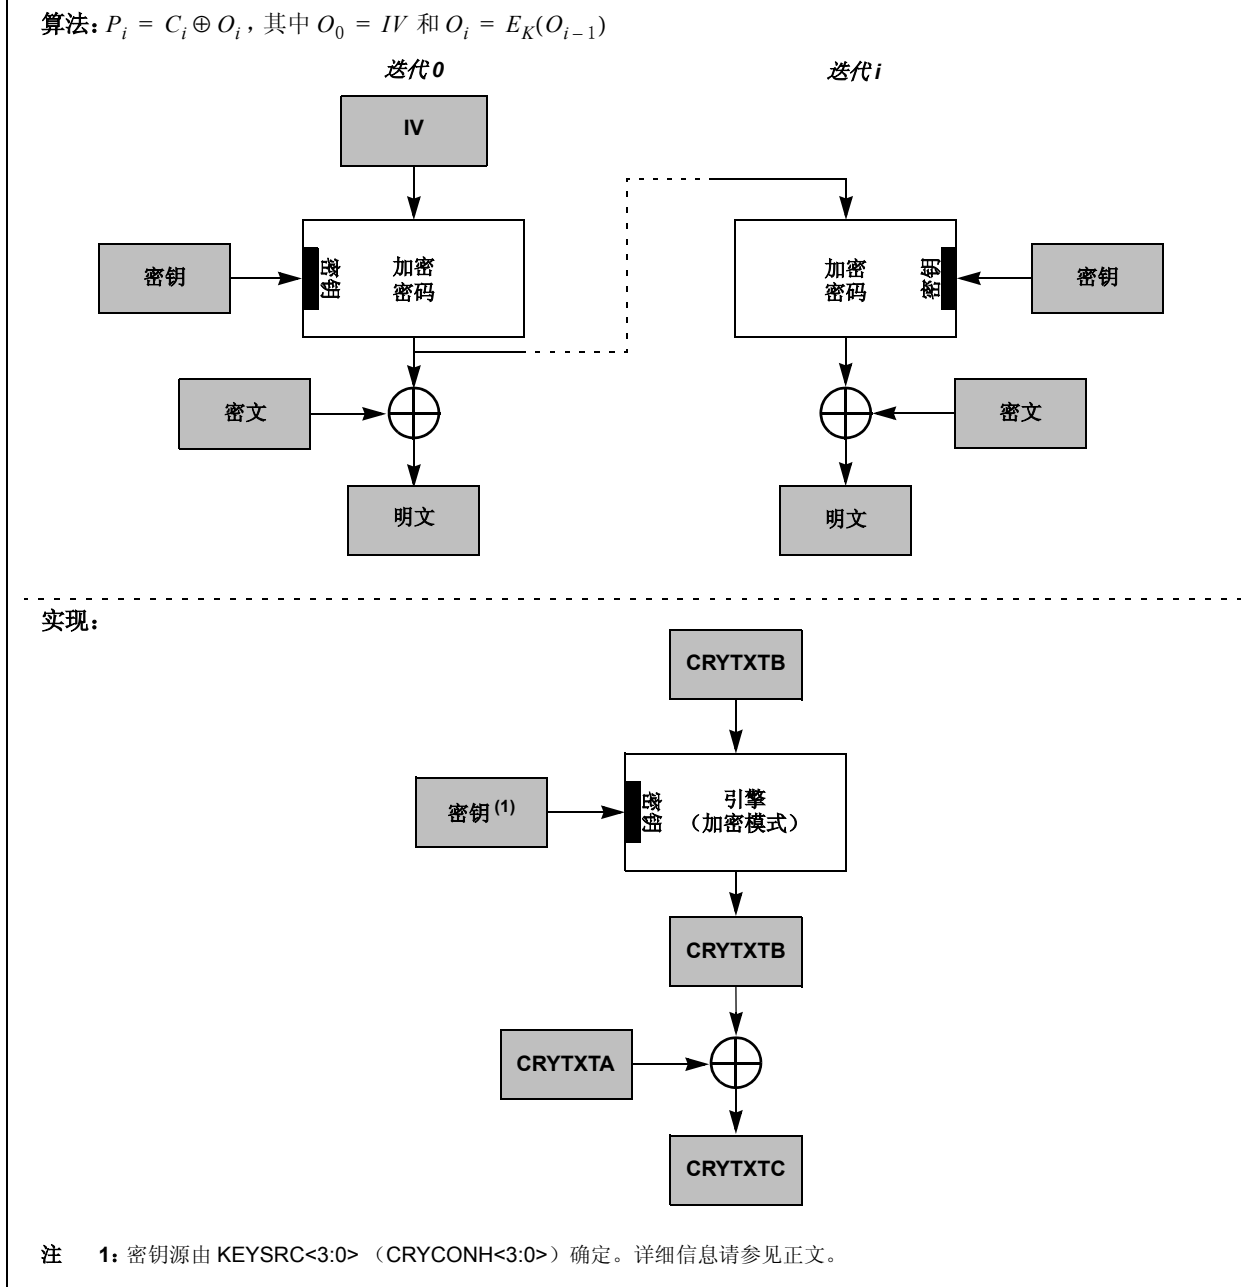 算法: P_i = C_i ⊕ O_i , 其中 O_0 = IV 和 O_i = E_K(O_{i-1})
迭代 0
迭代 i
IV
密钥
密钥
加密
密码
加密
密码
密钥
密钥
密文
密文
明文
明文
实现:
CRYTXTB
密钥 (1)
密钥
引擎
（加密模式）
CRYTXTB
CRYTXTA
CRYTXTC
注 1: 密钥源由 KEYSRC<3:0> （CRYCONH<3:0>）确定。详细信息请参见正文。